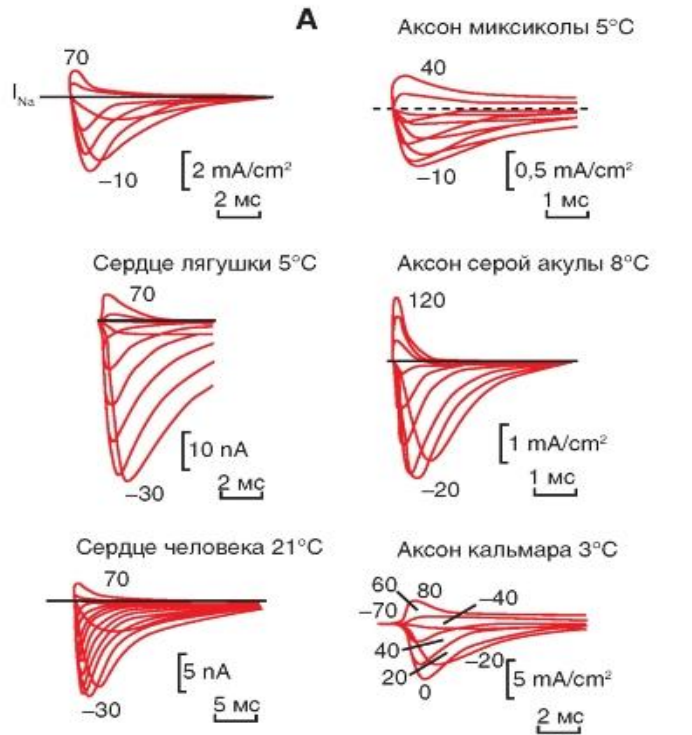 A
70
I Na
–10
2 mA/cm²
2 мс
Аксон миксиколы 5°C
40
–10
0,5 mA/cm²
1 мс
Сердце лягушки 5°C
70
10 nA
2 мс
–30
Аксон серой акулы 8°C
120
1 mA/cm²
1 мс
–20
Сердце человека 21°C
70
5 nA
5 мс
–30
Аксон кальмара 3°C
60
80
–40
–70
40
20
–20
0
5 mA/cm²
2 мс